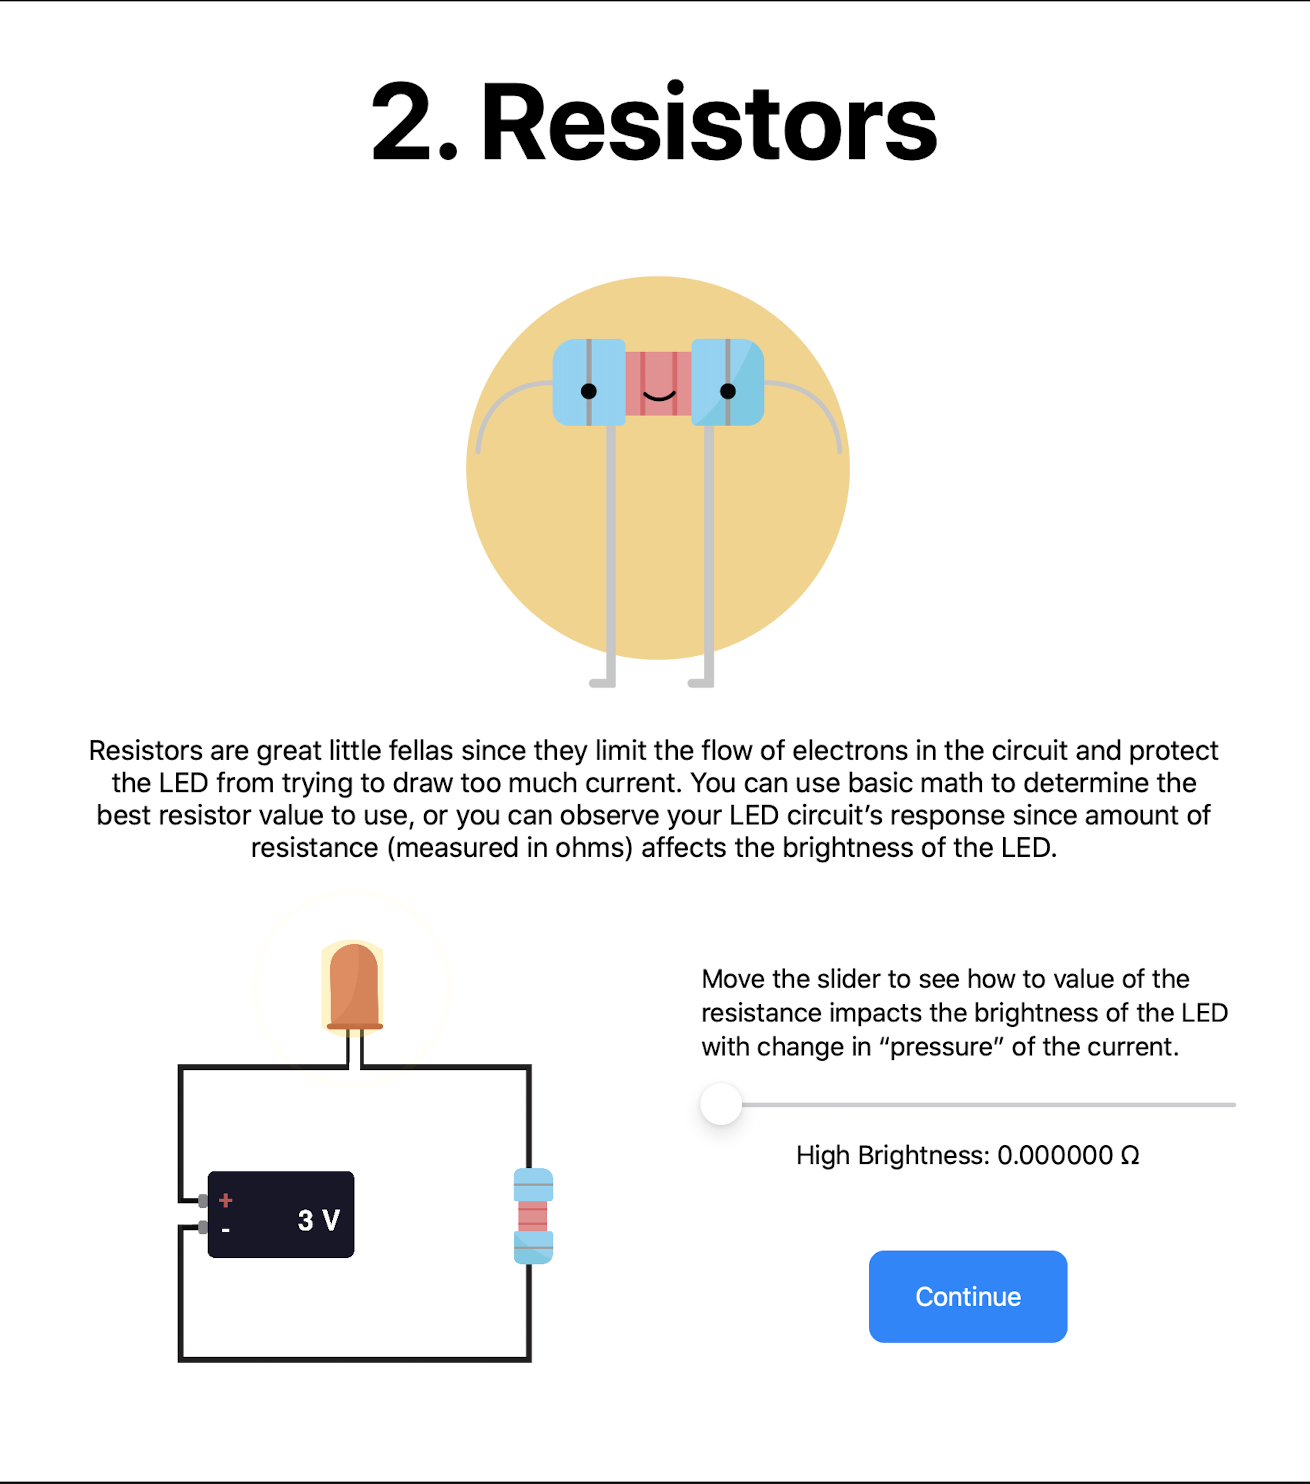 2. Resistors
Resistors are great little fellas since they limit the flow of electrons in the circuit and protect
the LED from trying to draw too much current. You can use basic math to determine the
best resistor value to use, or you can observe your LED circuit’s response since amount of
resistance (measured in ohms) affects the brightness of the LED.
Move the slider to see how to value of the
resistance impacts the brightness of the LED
with change in “pressure” of the current.
High Brightness: 0.000000 Ω
+
-
3 V
Continue